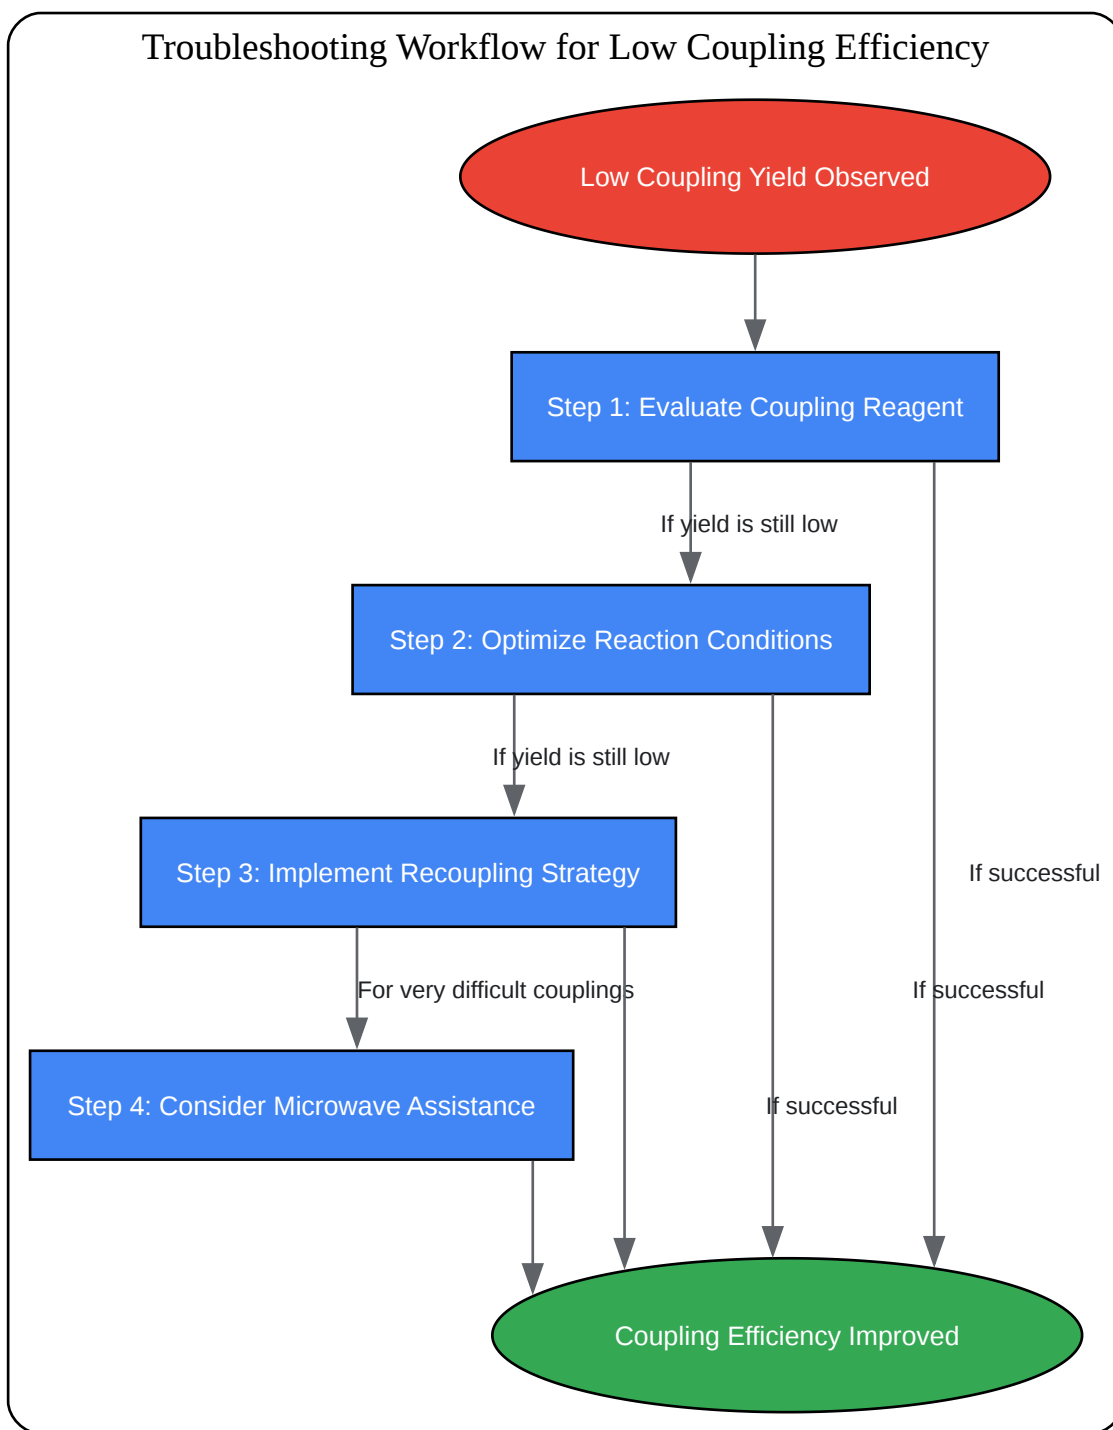 Troubleshooting Workflow for Low Coupling Efficiency
Low Coupling Yield Observed
Step 1: Evaluate Coupling Reagent
If yield is still low
Step 2: Optimize Reaction Conditions
If yield is still low
Step 3: Implement Recoupling Strategy
If successful
For very difficult couplings
If successful
Step 4: Consider Microwave Assistance
If successful
Coupling Efficiency Improved